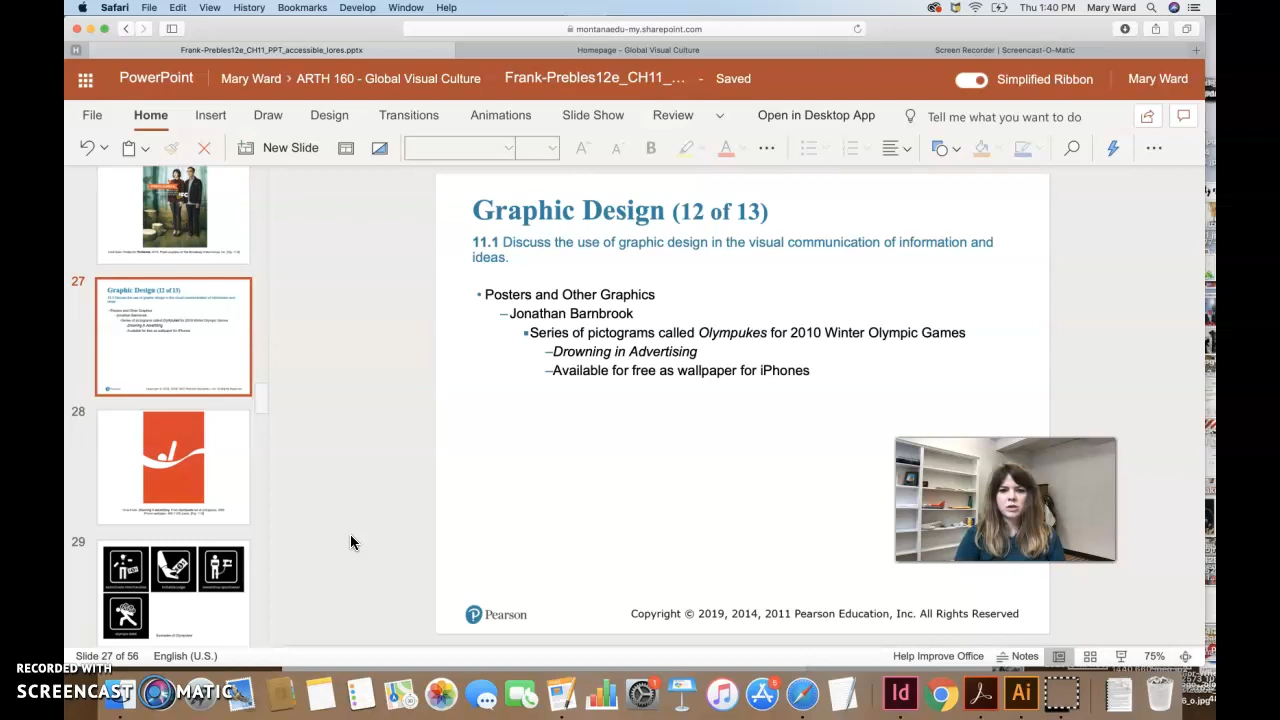 Safari File Edit View History Bookmarks Develop Window Help Thu 1:40 PM Mary Ward
montanaedu-my.sharepoint.com
H Frank-Prebles12e_CH11_PPT_accessible_lores.pptx Homepage - Global Visual Culture Screen Recorder | Screencast-O-Matic
PowerPoint Mary Ward > ARTH 160 - Global Visual Culture Frank-Prebles12e_CH11_... - Saved Simplified Ribbon Mary Ward
File Home Insert Draw Design Transitions Animations Slide Show Review Open in Desktop App Tell me what you want to do
New Slide A A B A
Graphic Design (12 of 13)
11.1 Discuss the use of graphic design in the visual communication of information and
ideas.
• Posters and Other Graphics
– Jonathan Barnbrook
▪Series of pictograms called Olympukes for 2010 Winter Olympic Games
–Drowning in Advertising
–Available for free as wallpaper for iPhones
Pearson Copyright © 2019, 2014, 2011 Pearson Education, Inc. All Rights Reserved
27
Graphic Design (12 of 13)
28
29
Slide 27 of 56 English (U.S.) Help Improve Office Notes 75%
RECORDED WITH
SCREENCAST-O-MATIC
Id Ai